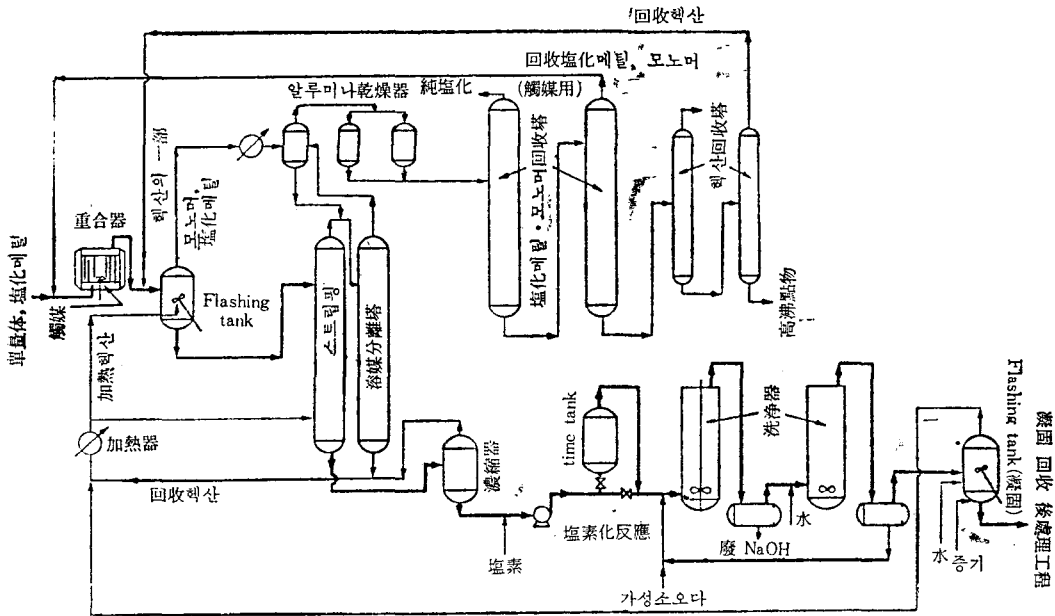 回收헥산
回收塩化메틸, 모노머
(觸媒用)
알루미나乾燥器
純塩化
헥산의 一部
모노머,
塩化메틸
重合器
Flashing
tank
單量体, 塩化메틸
觸媒
加熱헥산
스트립핑
溶媒分離塔
塩化메틸・모노머回收塔
헥산回收塔
高沸點物
加熱器
回收헥산
濃縮器
time tank
塩素
塩素化反應
洗浄器
水
廢 NaOH
가성소오다
Flashing
tank(凝固)
水
증기
凝固 回收 後處理工程